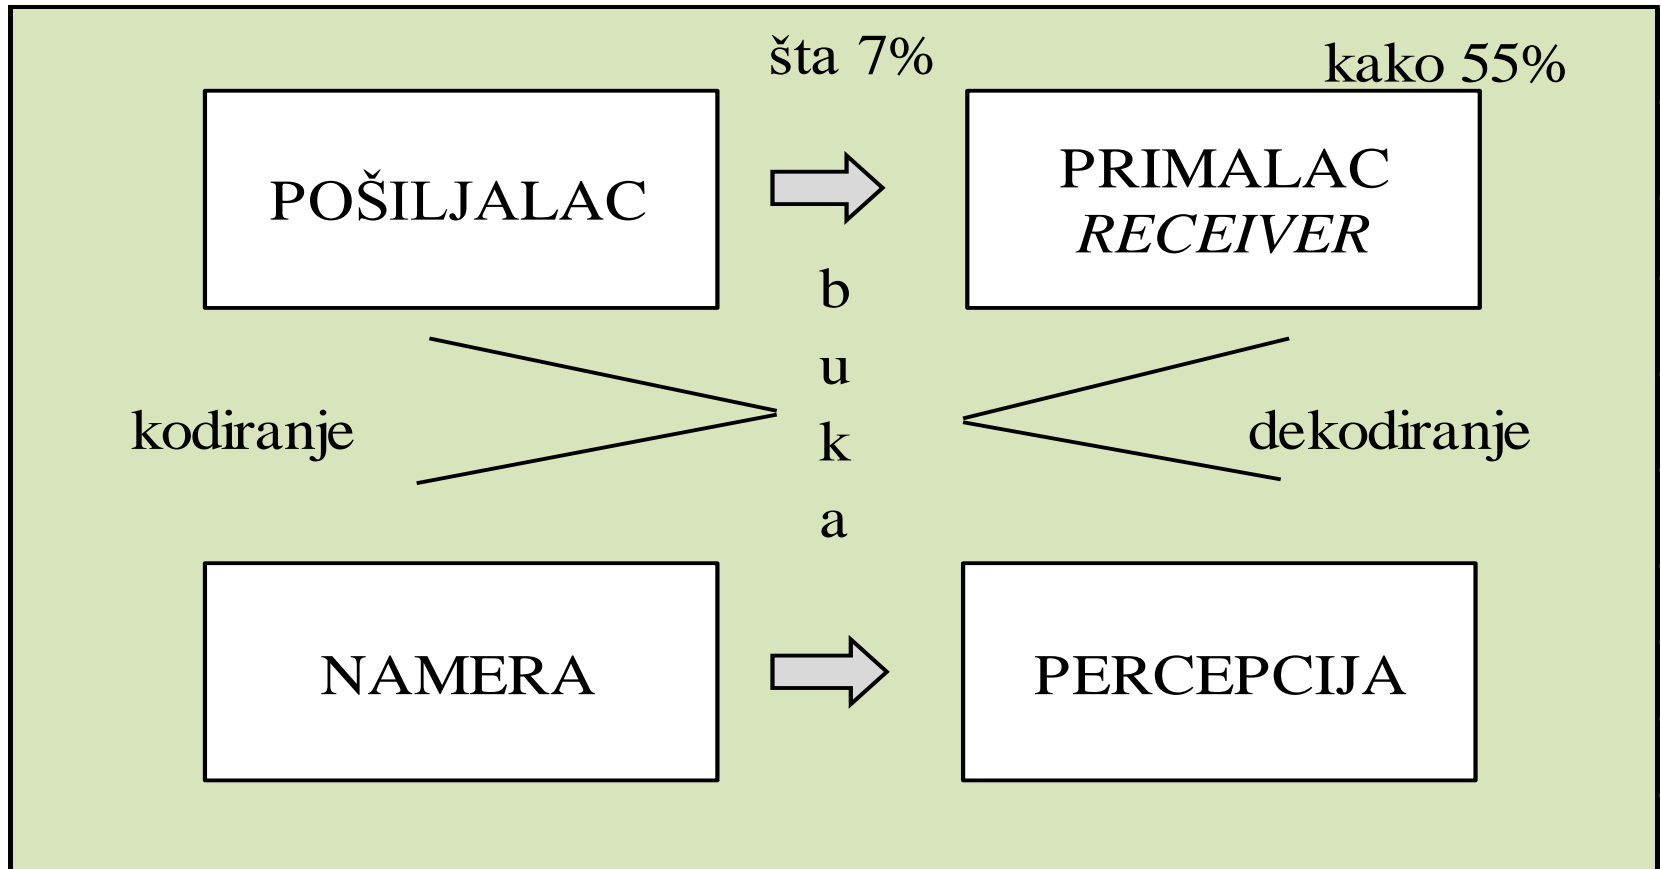 šta 7%
kako 55%
POŠILJALAC
PRIMALAC
RECEIVER
b
u
k
a
kodiranje
dekodiranje
NAMERA
PERCEPCIJA